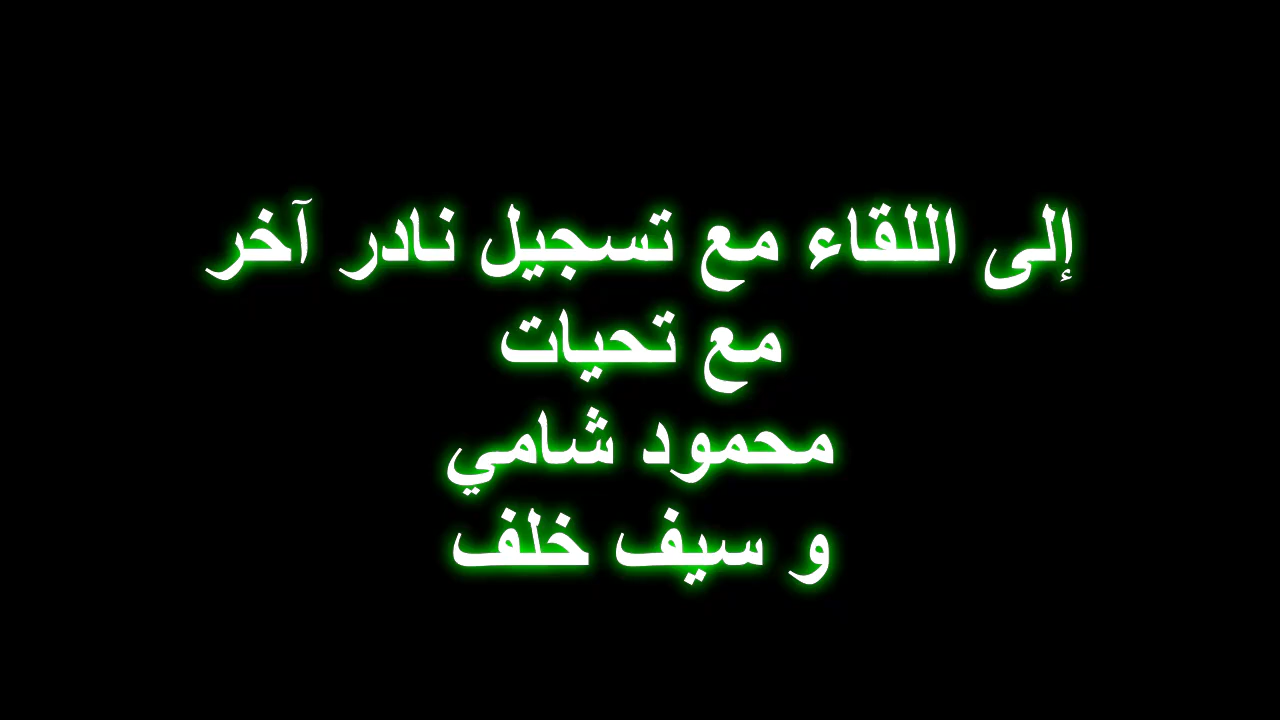 إلى اللقاء مع تسجيل نادر آخر
مع تحيات
محمود شامي
و سيف خلف